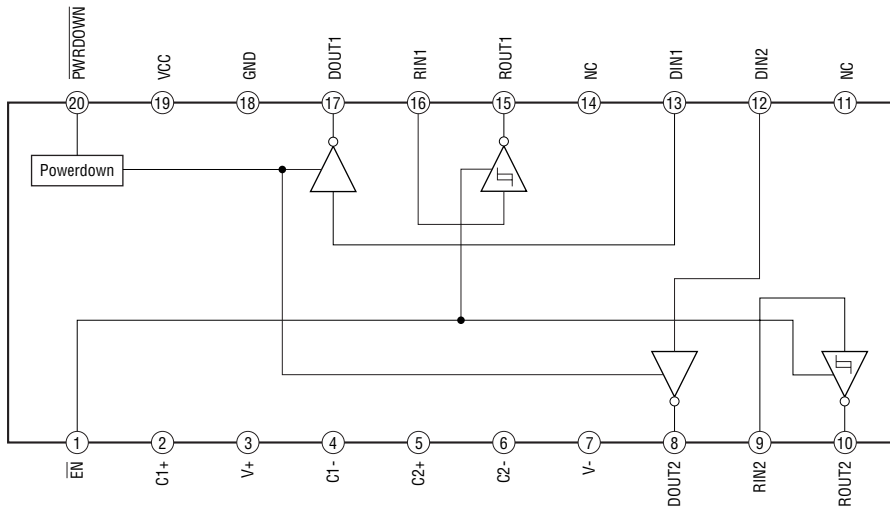 PWRDOWN
VCC
GND
DOUT1
RIN1
ROUT1
NC
DIN1
DIN2
NC
20
19
18
17
16
15
14
13
12
11
Powerdown
1
2
3
4
5
6
7
8
9
10
EN
C1+
V+
C1-
C2+
C2-
V-
DOUT2
RIN2
ROUT2